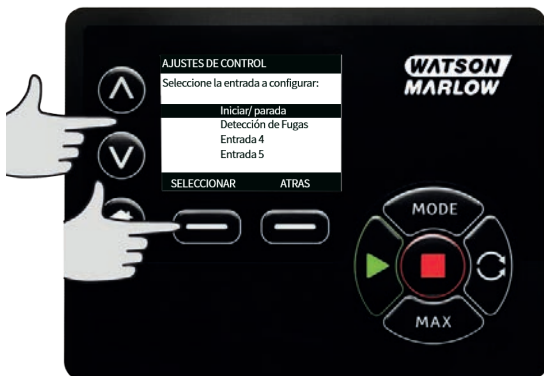 AJUSTES DE CONTROL
Seleccione la entrada a configurar:
Iniciar/ parada
Detección de Fugas
Entrada 4
Entrada 5
SELECCIONAR ATRAS
WATSON
MARLOW
MODE
MAX